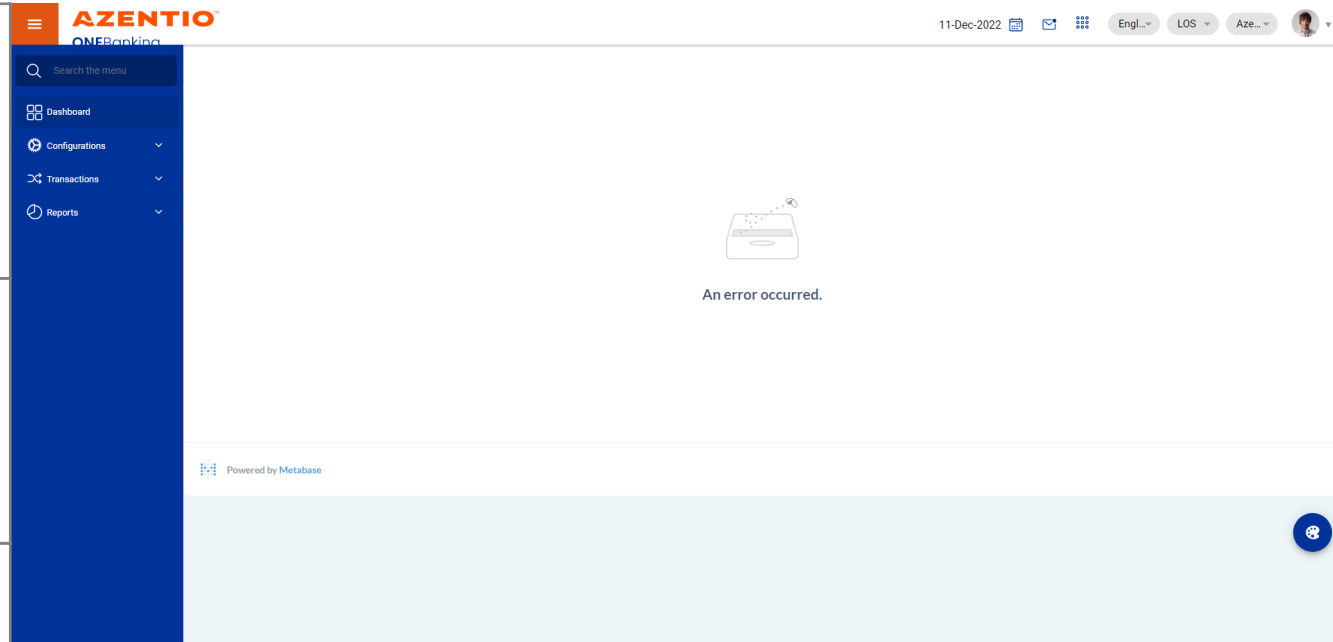 AZENTIO™
ONEBanking
11-Dec-2022
Engl...
LOS
Aze...
Search the menu
Dashboard
Configurations
Transactions
Reports
An error occurred.
Powered by Metabase